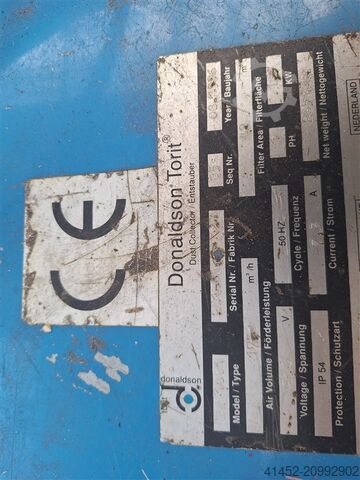 CE
Donaldson Torit®
Dust Collector / Entstauber
donaldson
Model / Type
Serial Nr. / Fabrik Nr.
Seq Nr.
Year / Baujahr
m³/h
Air Volume / Förderleistung
Filter Area / Filterfläche
V
50 HZ
PH
KW
Voltage / Spannung
Cycle / Frequenz
IP 54
A
Protection / Schutzart
Current / Strom
Net weight / Nettogewicht
NEDERLAND
41452-20992902